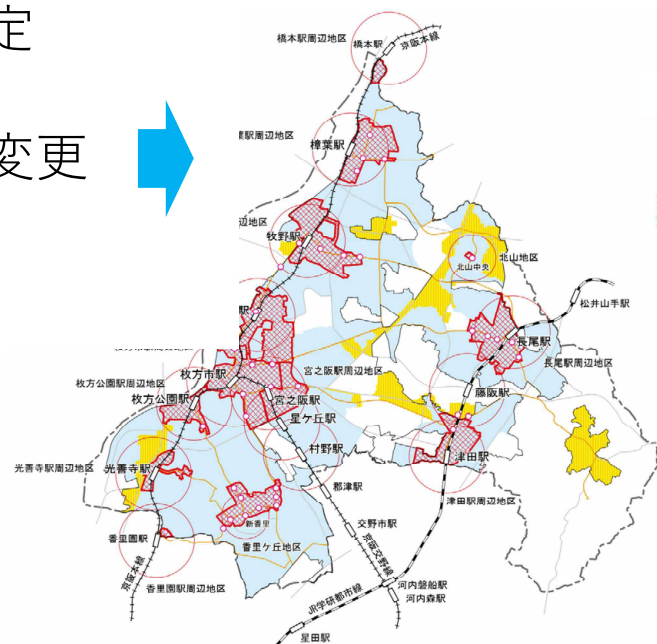 定
変更
橋本駅周辺地区
橋本駅
京阪本線
葉駅周辺地区
樟葉駅
辺地区
牧野駅
北山地区
北山中央
松井山手駅
駅
長尾駅
長尾駅周辺地区
枚方市駅
宮之阪駅周辺地区
枚方公園駅周辺地区
枚方公園駅
宮之阪駅
藤阪駅
星ケ丘駅
村野駅
津田駅
光善寺駅周辺地区
光善寺駅
郡津駅
津田駅周辺地区
新香里
香里園駅
香里ケ丘地区
交野市駅
京阪交野線
京阪本線
香里園駅周辺地区
JR学研都市線
河内磐船駅
河内森駅
星田駅